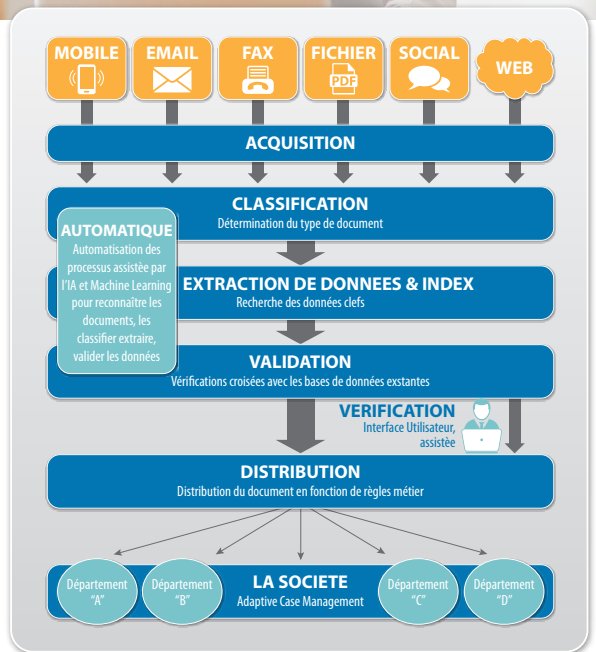 MOBILE
EMAIL
FAX
FICHIER
PDF
SOCIAL
WEB
ACQUISITION
CLASSIFICATION
Détermination du type de document
AUTOMATIQUE
Automatisation des
processus assistée par
l'IA et Machine Learning
pour reconnaître les
documents, les
classifier extraire,
valider les données
EXTRACTION DE DONNEES & INDEX
Recherche des données clefs
VALIDATION
Vérifications croisées avec les bases de données exstantes
VERIFICATION
Interface Utilisateur,
assistèe
DISTRIBUTION
Distribution du document en fonction de règles métier
Département
"A"
Département
"B"
LA SOCIETE
Adaptive Case Management
Département
"C"
Département
"D"